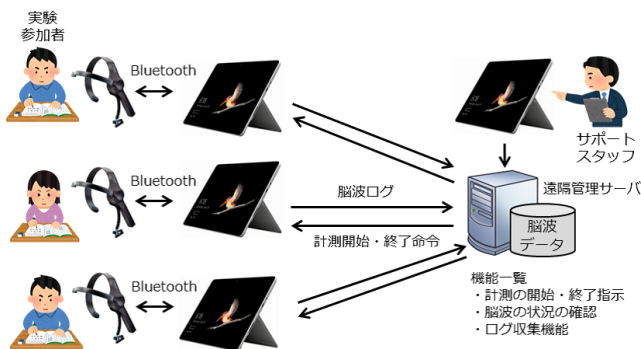 実験
参加者
Bluetooth
サポート
スタッフ
Bluetooth
脳波ログ
計測開始・終了命令
遠隔管理サーバ
脳波
データ
Bluetooth
機能一覧
・計測の開始・終了指示
・脳波の状況の確認
・ログ収集機能